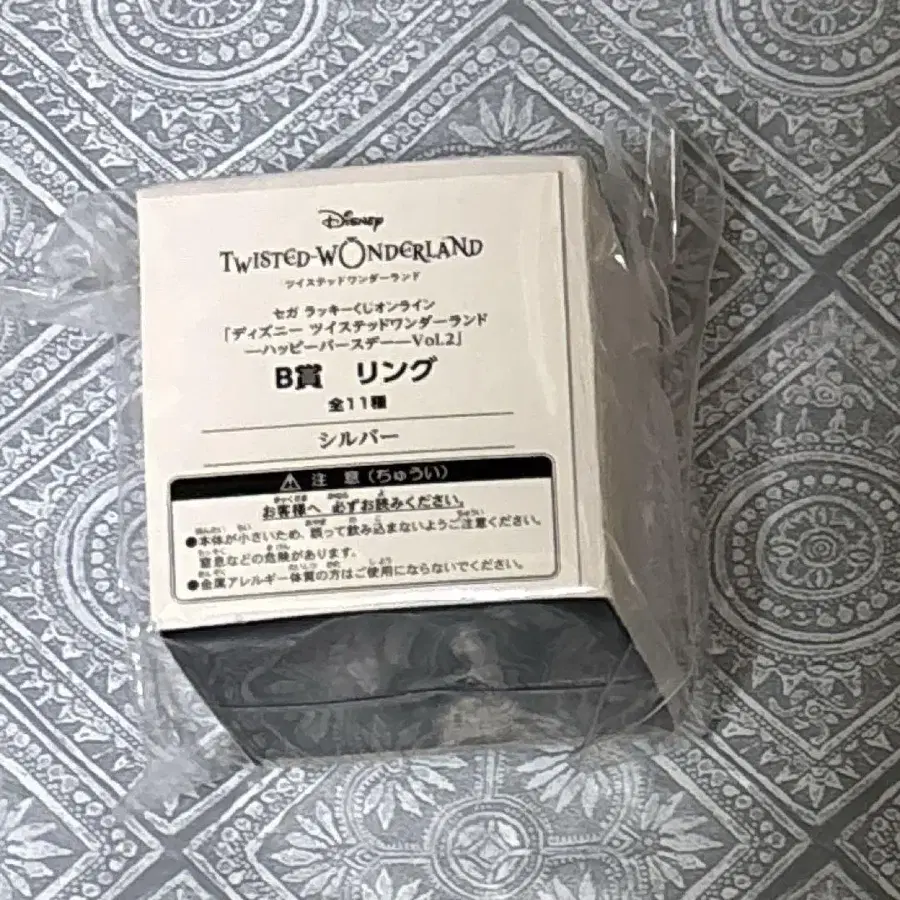 Disney
TWISTED-WONDERLAND
ツイステッドワンダーランド
セガ ラッキーくじオンライン
「ディズニー ツイステッドワンダーランド
―ハッピーバースデー―Vol.2」
B賞 リング
全11種
シルバー
注 意（ちゅうい）
お客様へ 必ずお読みください。
●本体が小さいため、誤って飲み込まないようご注意ください。
窒息などの危険があります。
●金属アレルギー体質の方はご使用にならないでください。